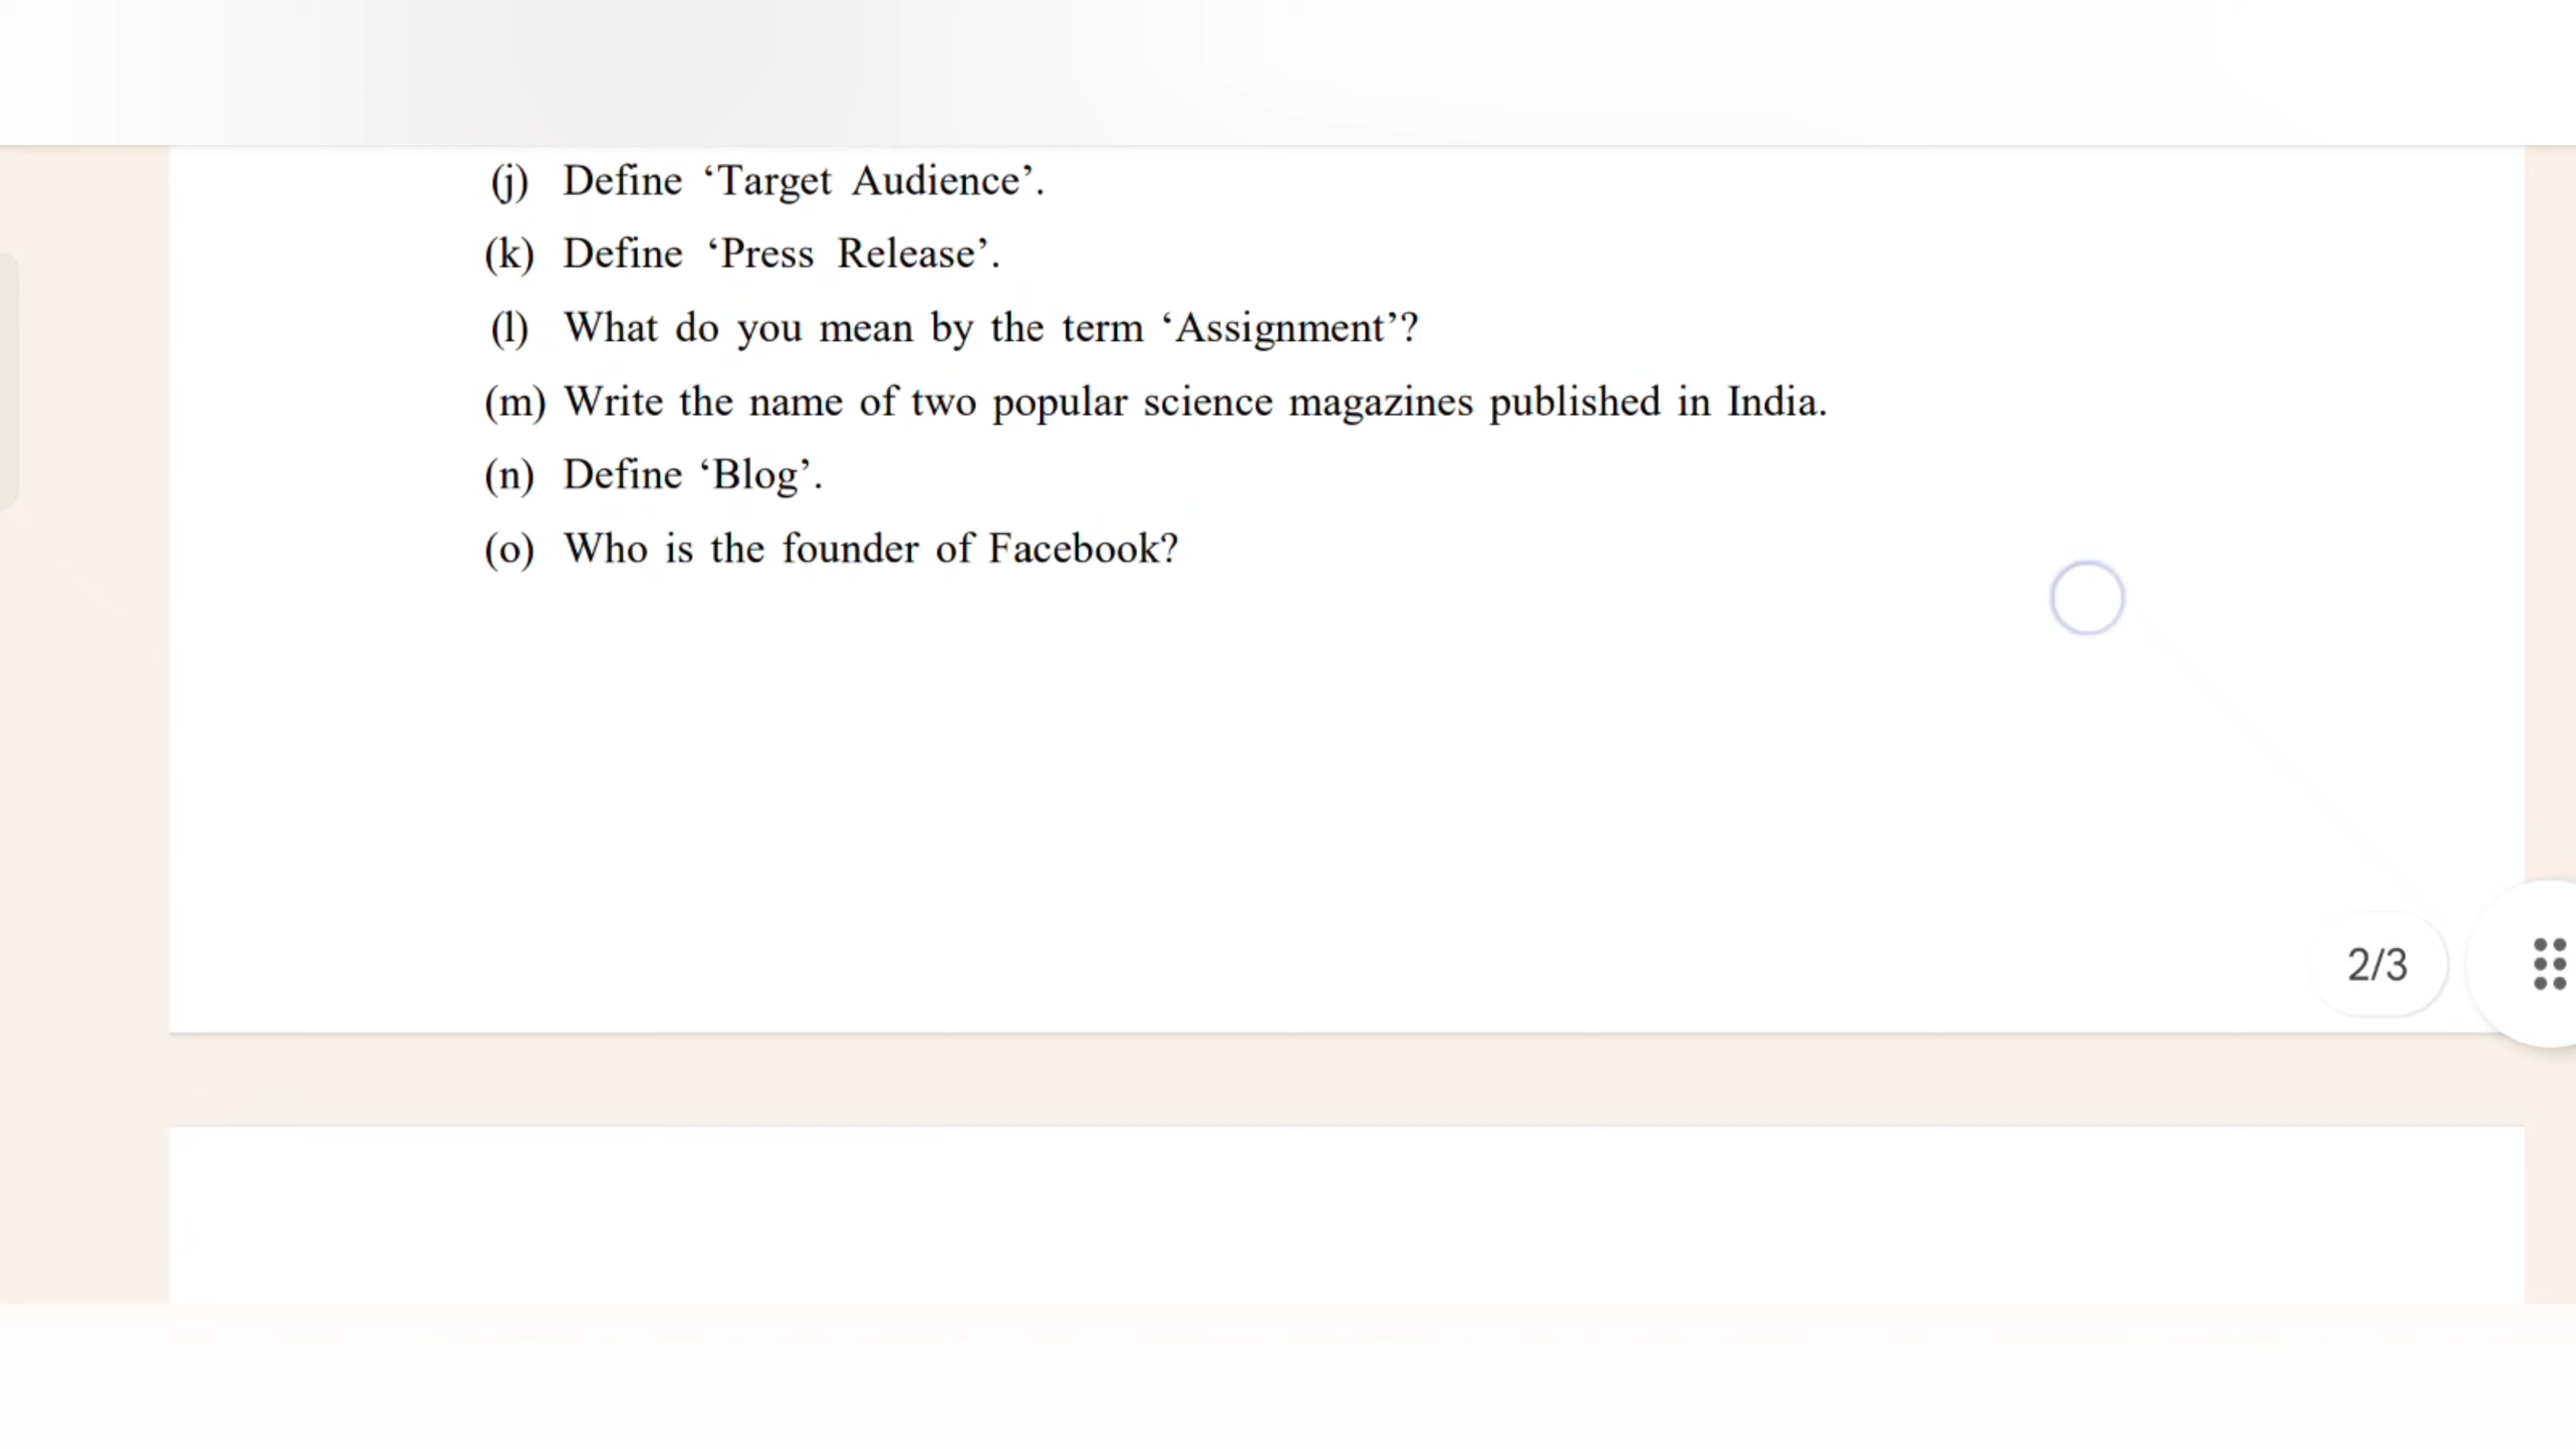 (j) Define ‘Target Audience’.
(k) Define ‘Press Release’.
(l) What do you mean by the term ‘Assignment’?
(m) Write the name of two popular science magazines published in India.
(n) Define ‘Blog’.
(o) Who is the founder of Facebook?
2/3